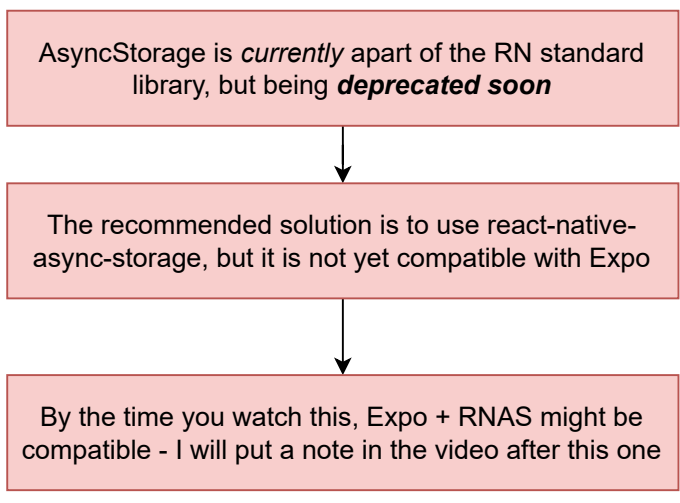 AsyncStorage is currently apart of the RN standard
library, but being deprecated soon
The recommended solution is to use react-native-
async-storage, but it is not yet compatible with Expo
By the time you watch this, Expo + RNAS might be
compatible - I will put a note in the video after this one